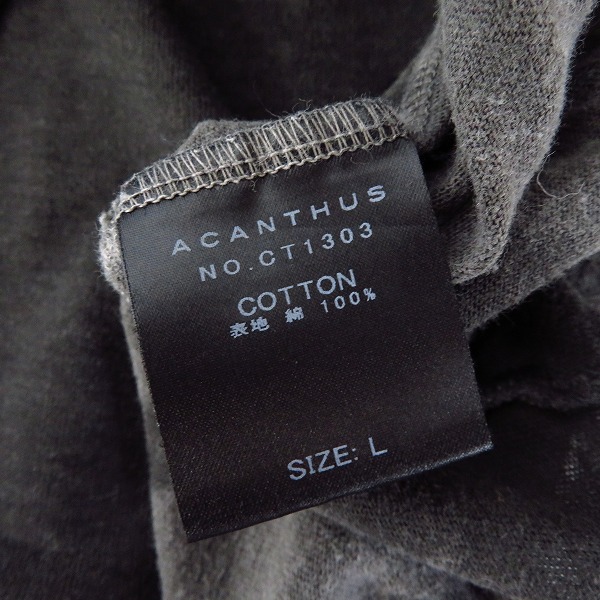 ACANTHUS
NO.CT1303
COTTON
表地 綿 100%
SIZE: L